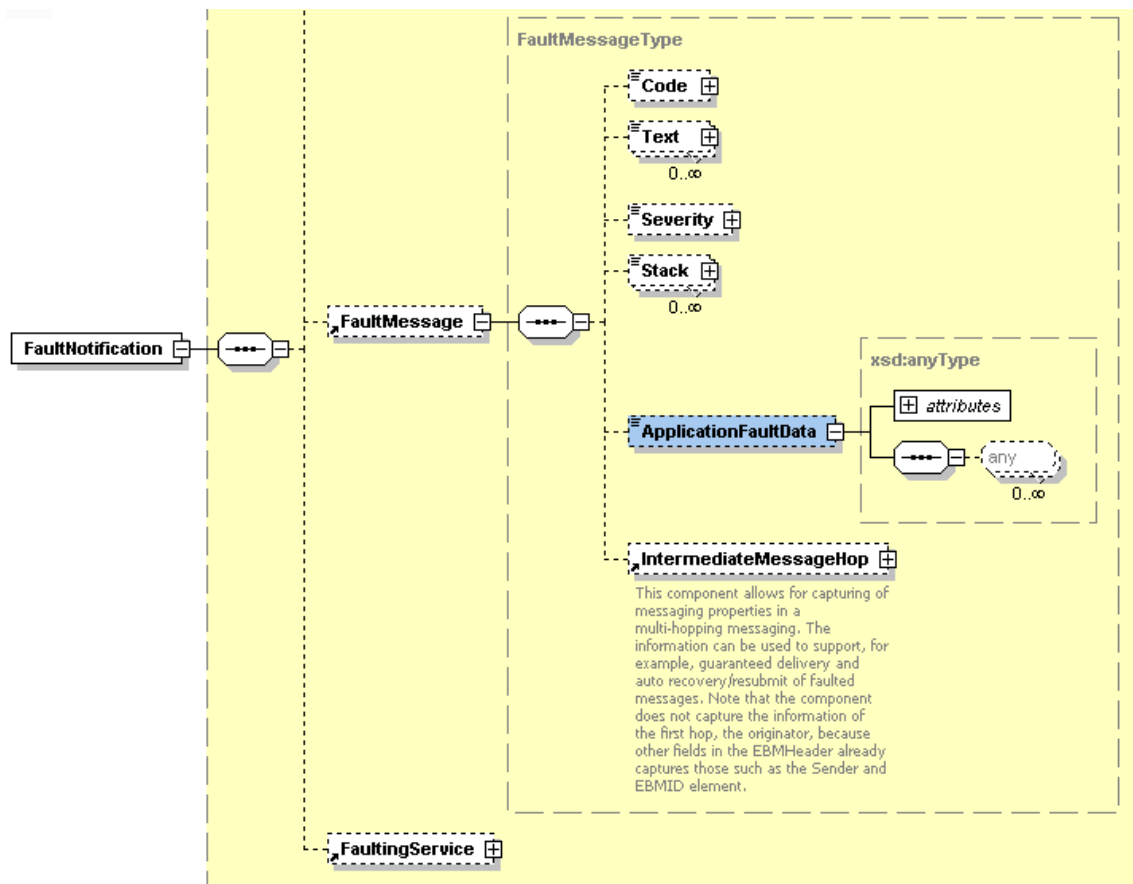 FaultMessageType
Code
Text
0..∞
Severity
Stack
0..∞
FaultMessage
FaultNotification
xsd:anyType
attributes
ApplicationFaultData
any
0..∞
IntermediateMessageHop
This component allows for capturing of
messaging properties in a
multi-hopping messaging. The
information can be used to support, for
example, guaranteed delivery and
auto recovery/resubmit of faulted
messages. Note that the component
does not capture the information of
the first hop, the originator, because
other fields in the EBMHeader already
captures those such as the Sender and
EBMID element.
FaultingService